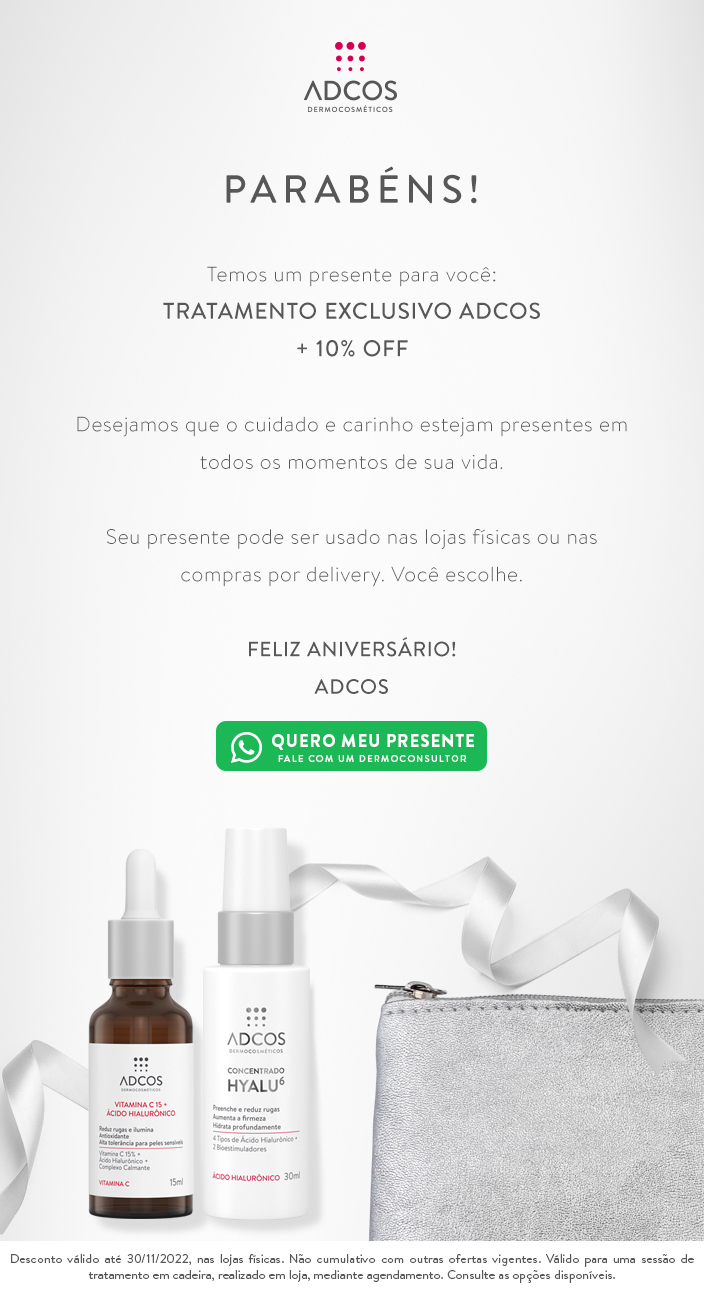 ADCOS
DERMOCOSMÉTICOS
PARABÉNS!
Temos um presente para você:
TRATAMENTO EXCLUSIVO ADCOS
+ 10% OFF
Desejamos que o cuidado e carinho estejam presentes em
todos os momentos de sua vida.
Seu presente pode ser usado nas lojas físicas ou nas
compras por delivery. Você escolhe.
FELIZ ANIVERSÁRIO!
ADCOS
QUERO MEU PRESENTE
FALE COM UM DERMOCONSULTOR
ADCOS
DERMOCOSMÉTICOS
VITAMINA C 15 +
ÁCIDO HIALURÔNICO
Reduz rugas e ilumina
Antioxidante
Alta tolerância para peles sensíveis
Vitamina C 15% +
Ácido Hialurônico +
Complexo Calmante
VITAMINA C 15ml
ADCOS
DERMOCOSMÉTICOS
CONCENTRADO
HYALU⁶
Preenche e reduz rugas
Aumenta a firmeza
Hidrata profundamente
4 Tipos de Ácido Hialurônico +
2 Bioestimuladores
ÁCIDO HIALURÔNICO 30ml
Desconto válido até 30/11/2022, nas lojas físicas. Não cumulativo com outras ofertas vigentes. Válido para uma sessão de
tratamento em cadeira, realizado em loja, mediante agendamento. Consulte as opções disponíveis.